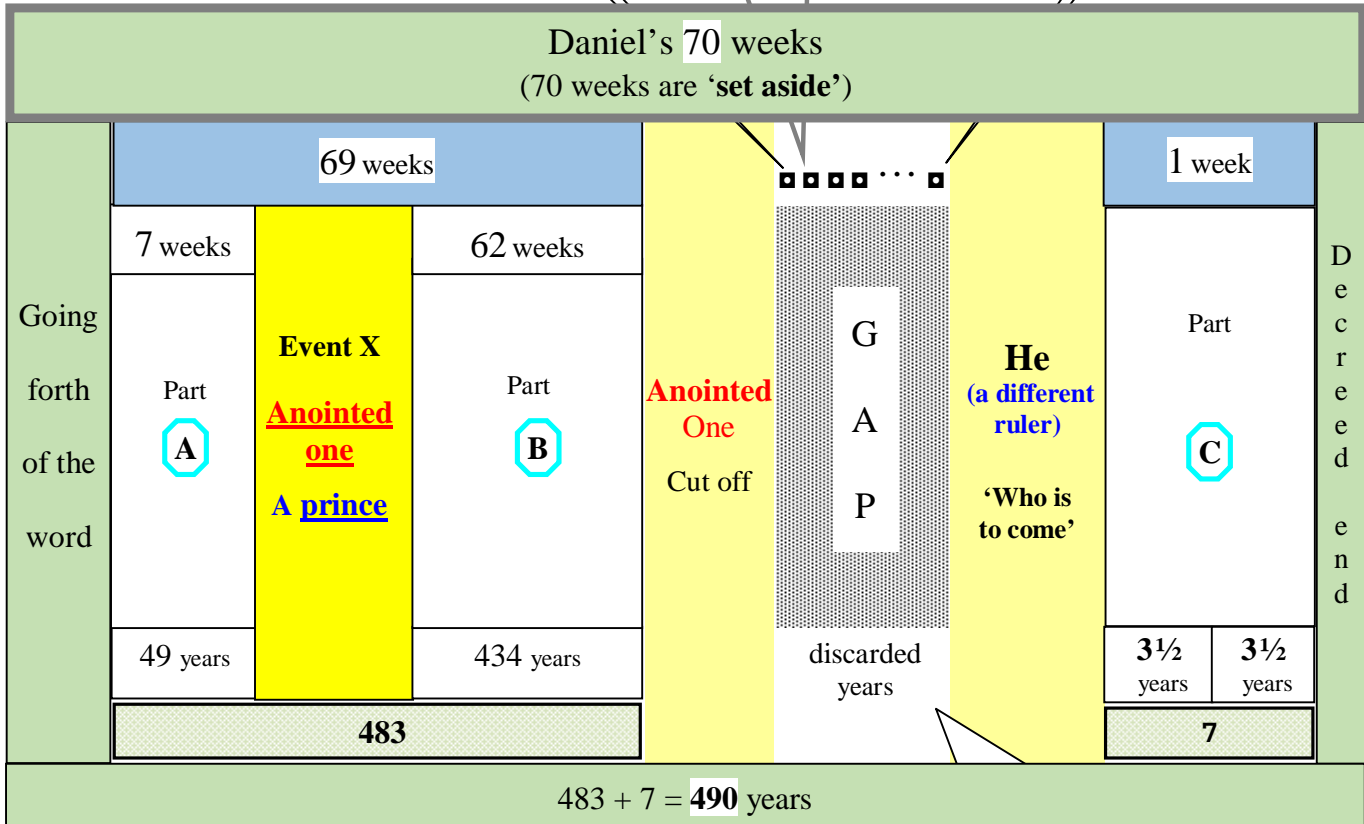 Daniel’s 70 weeks
(70 weeks are ‘set aside’)
69 weeks
1 week
7 weeks
62 weeks
Going
forth
of the
word
Part
A
Event X
Anointed
one
A prince
Part
B
Anointed
One
Cut off
G
A
P
He
(a different
ruler)
‘Who is
to come’
Part
C
D
e
c
r
e
e
d
e
n
d
49 years
434 years
discarded
years
3½
years
3½
years
483
7
483 + 7 = 490 years